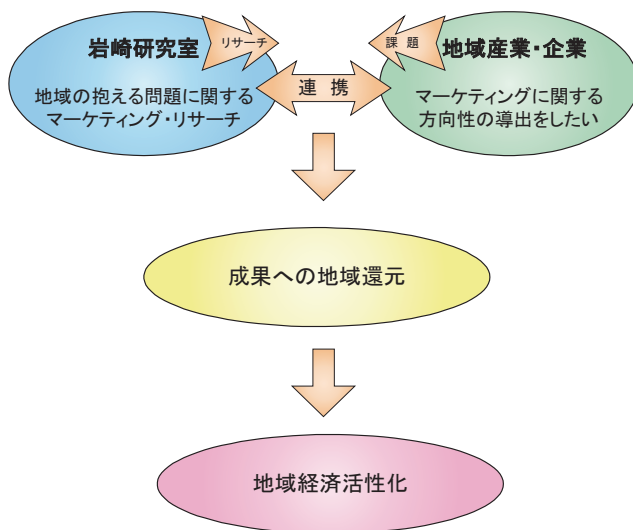 岩崎研究室
リサーチ
地域の抱える問題に関する
マーケティング・リサーチ
連携
課題
地域産業・企業
マーケティングに関する
方向性の導出をしたい
成果への地域還元
地域経済活性化